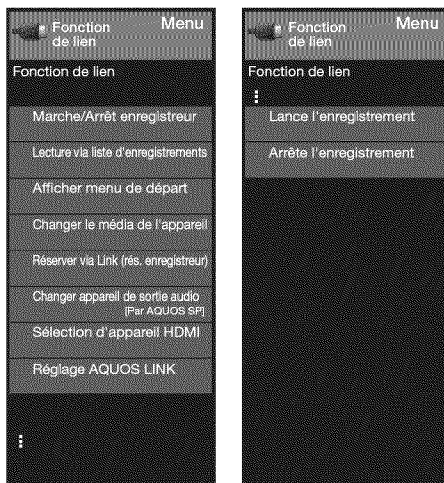 Fonction
de lien
Menu
Fonction de lien
Marche/Arrêt enregistreur
Lecture via liste d'enregistrements
Afficher menu de départ
Changer le média de l'appareil
Réserver via Link (rés. enregistreur)
Changer appareil de sortie audio
[Par AQUOS SP]
Sélection d'appareil HDMI
Réglage AQUOS LINK
Fonction
de lien
Menu
Fonction de lien
Lance l'enregistrement
Arrête l'enregistrement